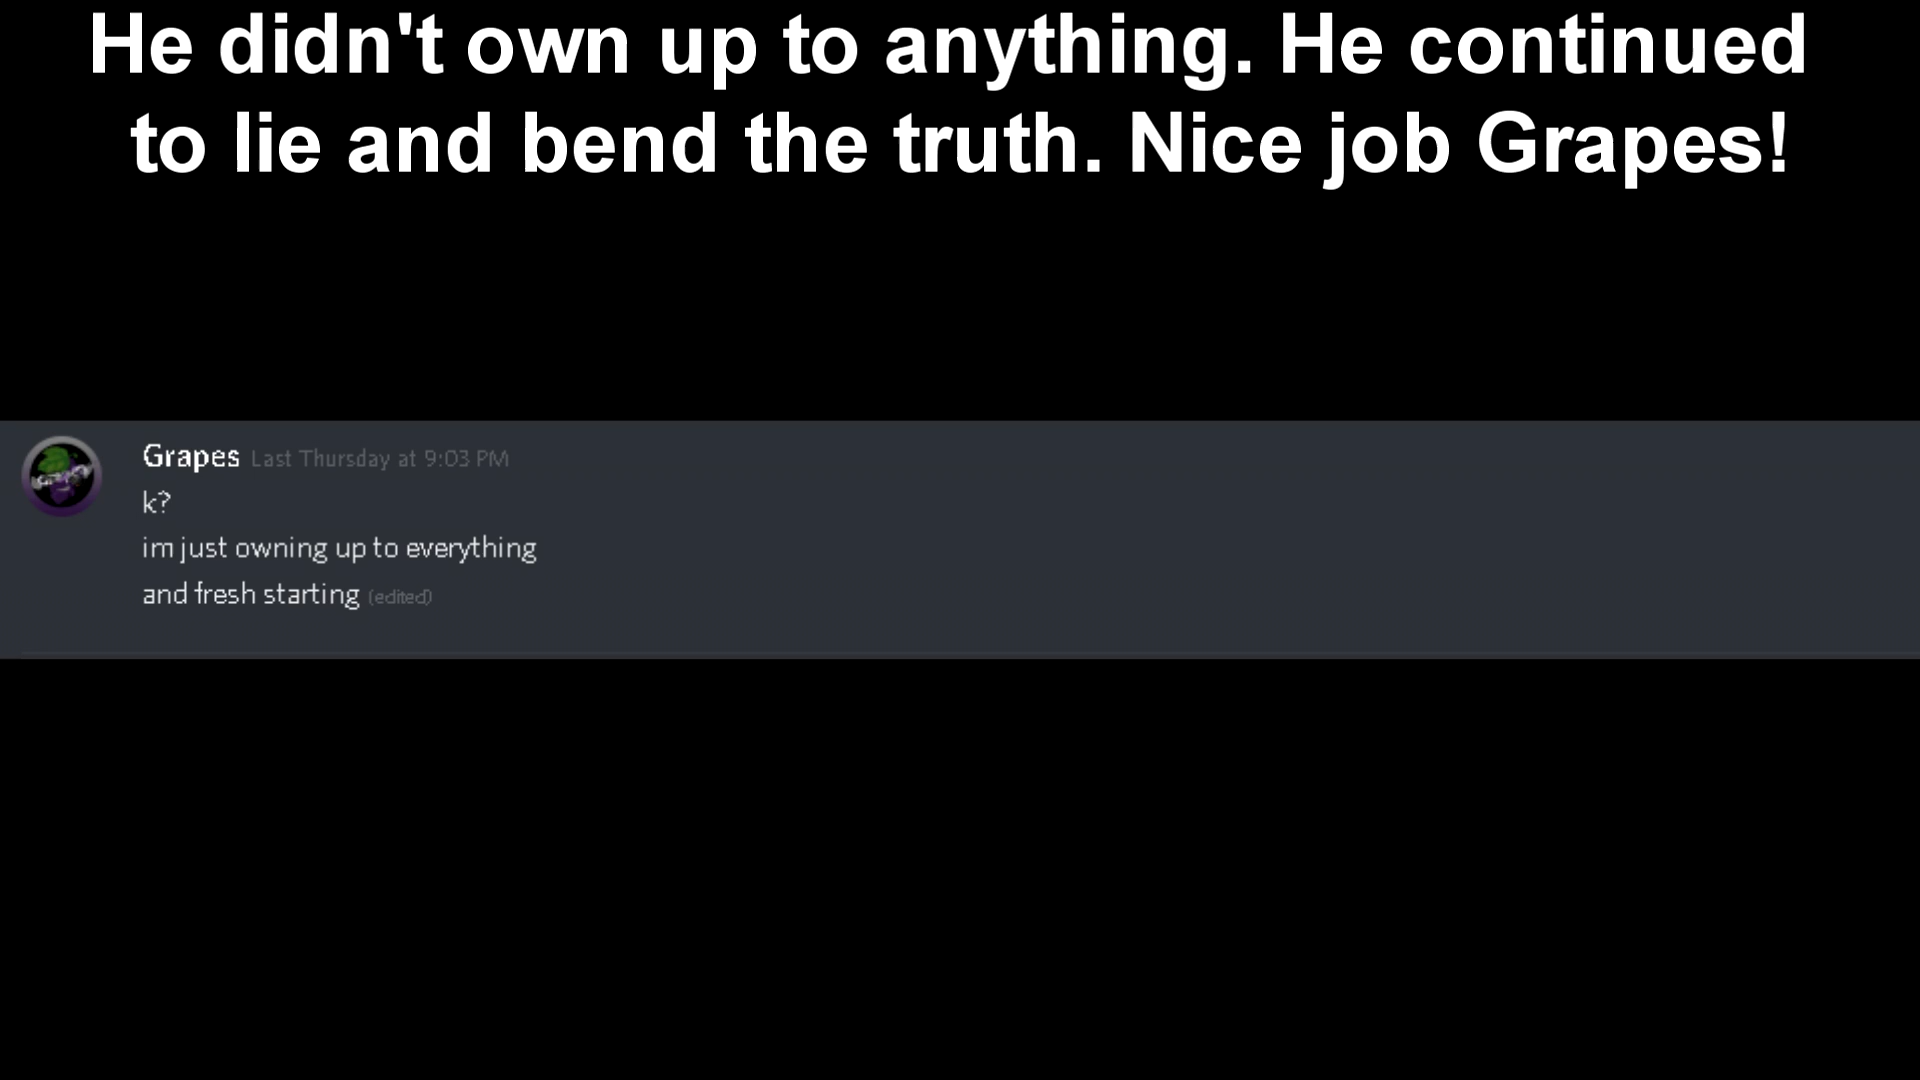 He didn't own up to anything. He continued
to lie and bend the truth. Nice job Grapes!
Grapes Last Thursday at 9:03 PM
k?
im just owning up to everything
and fresh starting (edited)